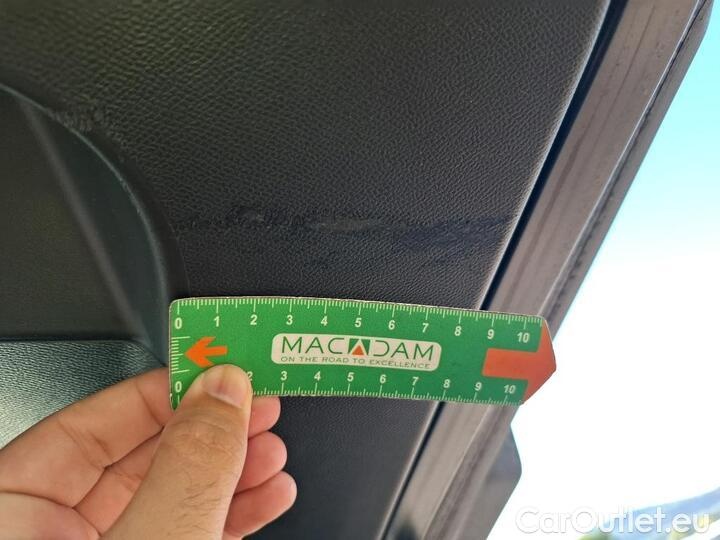 0 1 2 3 4 5 6 7 8 9 10
MACADAM
ON THE ROAD TO EXCELLENCE
0 2 3 4 5 6 7 8 9 10
CarOutlet.eu